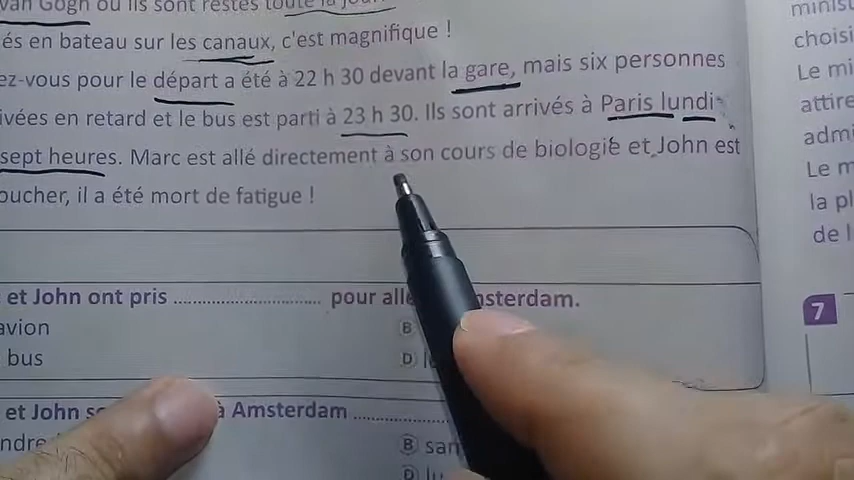 van Gogh où ils sont restés toute la
és en bateau sur les canaux, c'est magnifique !
ez-vous pour le départ a été à 22 h 30 devant la gare, mais six personnes
ivées en retard et le bus est parti à 23 h 30. Ils sont arrivés à Paris lundi
sept heures. Marc est allé directement à son cours de biologie et John est
oucher, il a été mort de fatigue !
et John ont pris .................................... pour alle
sterdam.
avion
B
bus
D
et John
à Amsterdam
B
D
choisi
Le mi
attire
admi
Le m
la pl
de l
7